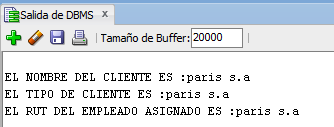 Salida de DBMS
Tamaño de Buffer: 20000
EL NOMBRE DEL CLIENTE ES :paris s.a
EL TIPO DE CLIENTE ES :paris s.a
EL RUT DEL EMPLEADO ASIGNADO ES :paris s.a